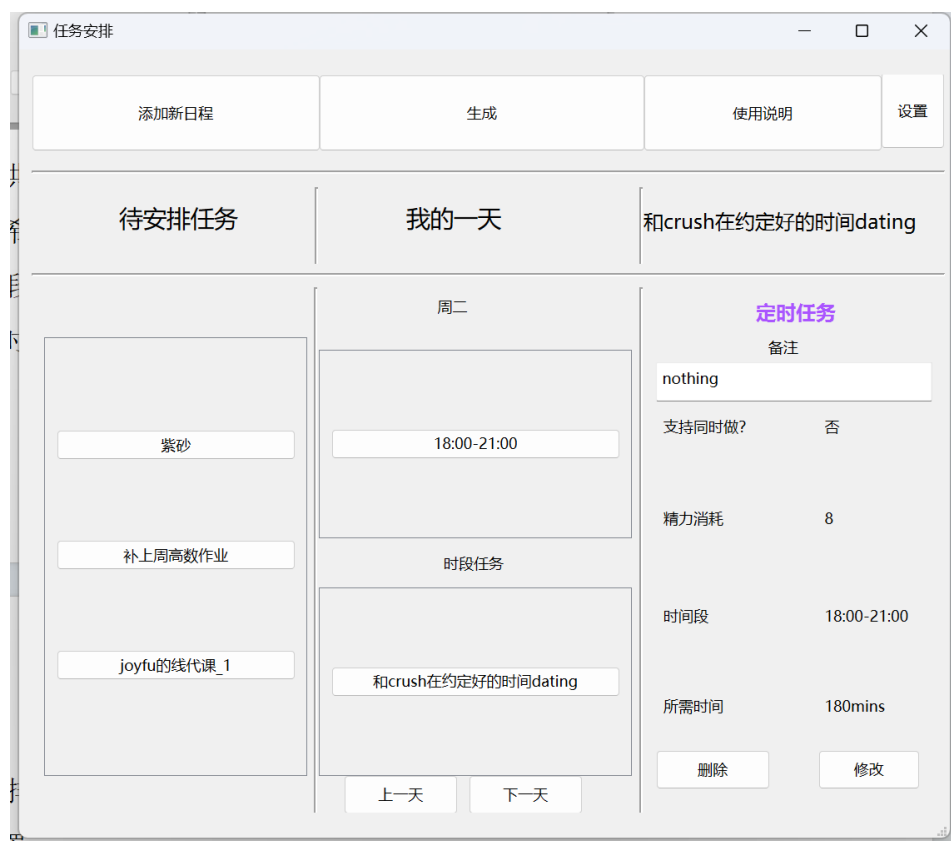 任务安排
添加新日程
生成
使用说明
设置
待安排任务
我的一天
和crush在约定好的时间dating
紫砂
补上周高数作业
joyfu的线代课_1
周二
18:00-21:00
时段任务
和crush在约定好的时间dating
上一天
下一天
定时任务
备注
nothing
支持同时做? 否
精力消耗 8
时间段 18:00-21:00
所需时间 180mins
删除
修改